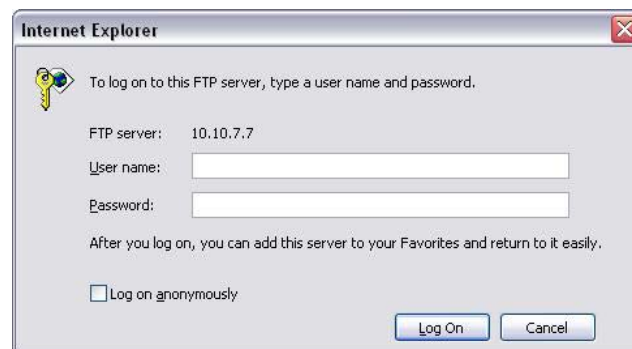 Internet Explorer
To log on to this FTP server, type a user name and password.
FTP server: 10.10.7.7
User name:
Password:
After you log on, you can add this server to your Favorites and return to it easily.
Log on anonymously
Log On Cancel